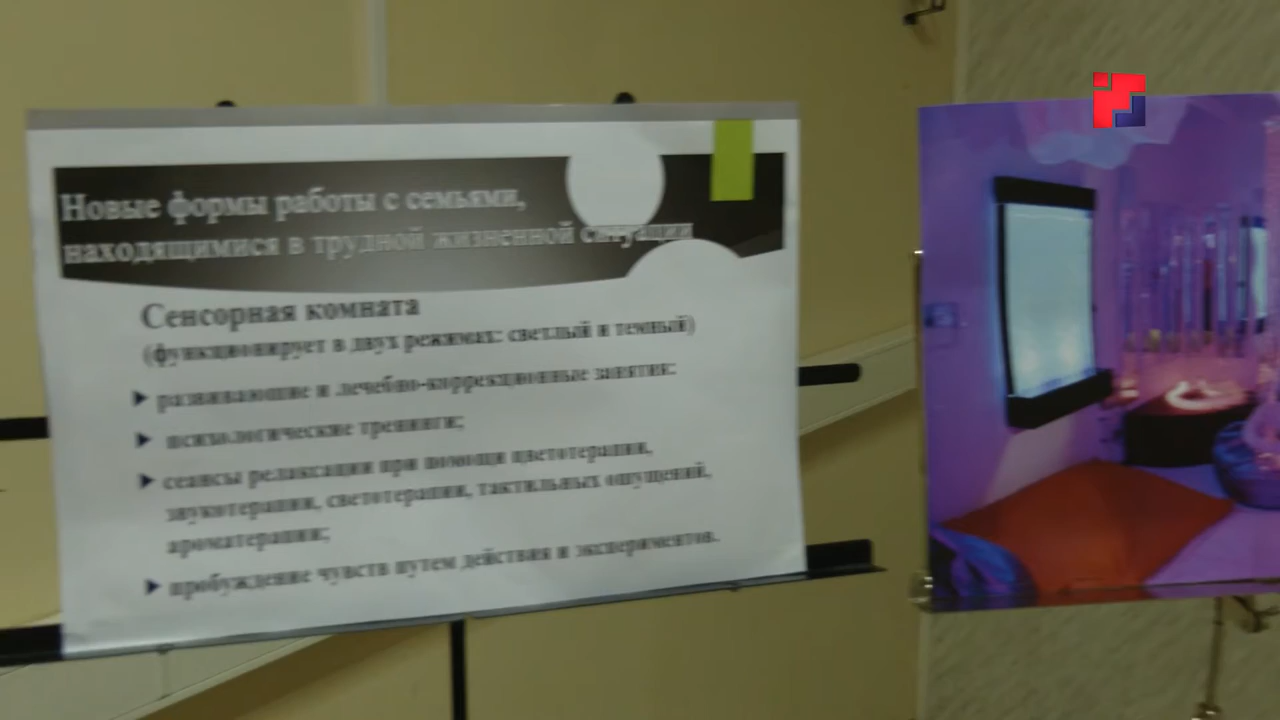 Новые формы работы с семьями,
находящимися в трудной жизненной ситуации
Сенсорная комната
(функционирует в двух режимах: светлый и темный)
развивающие и лечебно-коррекционные занятия:
психологические тренинги;
сеансы релаксации при помощи цветотерапии,
звукотерапии, светотерапии, тактильных ощущений,
ароматерапии;
пробуждение чувств путем действия и экспериментов.